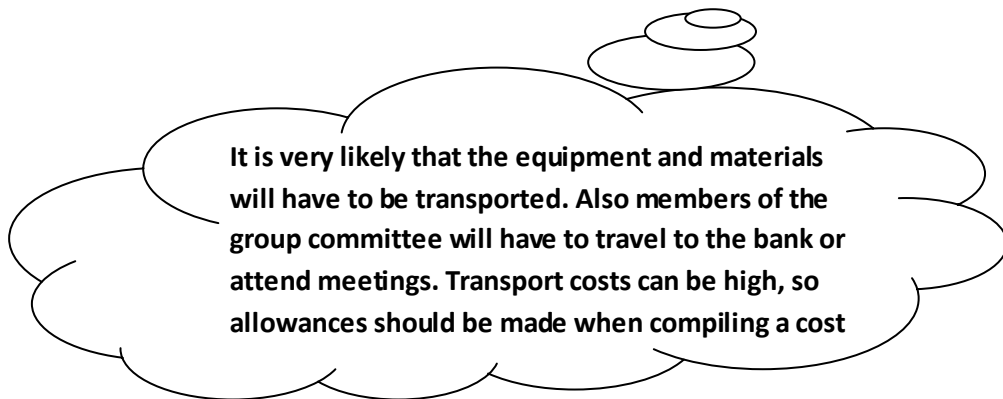 It is very likely that the equipment and materials
will have to be transported. Also members of the
group committee will have to travel to the bank or
attend meetings. Transport costs can be high, so
allowances should be made when compiling a cost